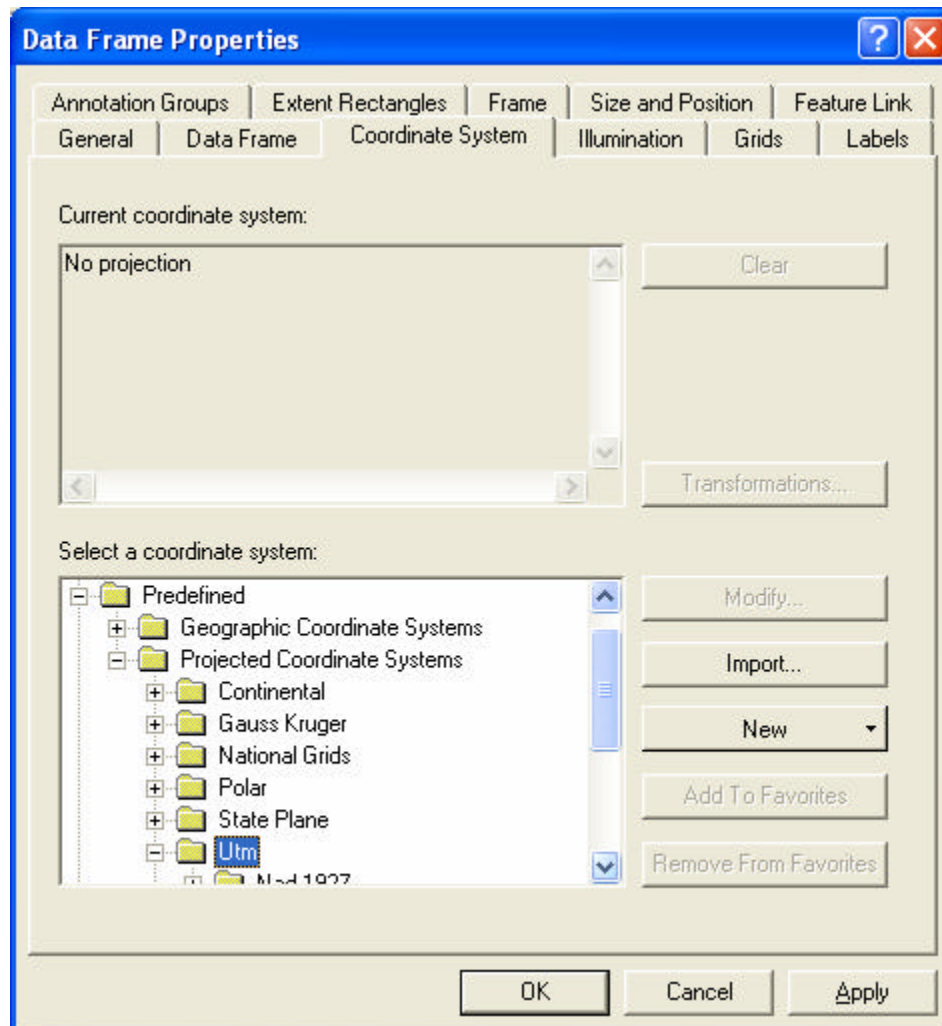 Data Frame Properties
Annotation Groups
Extent Rectangles
Frame
Size and Position
Feature Link
General
Data Frame
Coordinate System
Illumination
Grids
Labels
Current coordinate system:
No projection
Clear
Transformations...
Select a coordinate system:
Predefined
Geographic Coordinate Systems
Projected Coordinate Systems
Continental
Gauss Kruger
National Grids
Polar
State Plane
Utm
Nad 1927
Modify...
Import...
New
Add To Favorites
Remove From Favorites
OK
Cancel
Apply